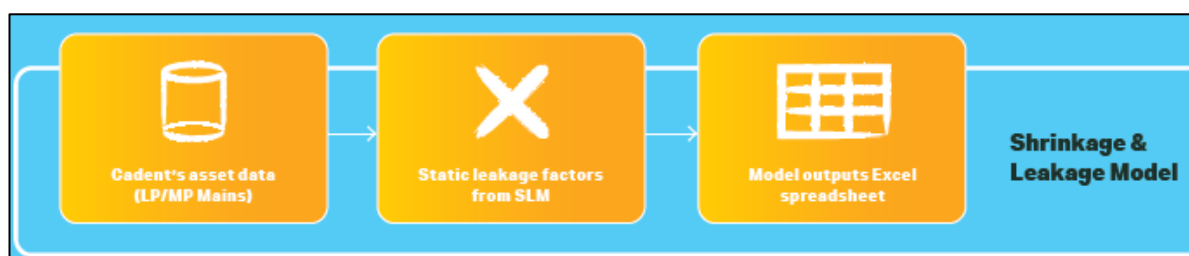 Cadent's asset data
(LP/MP Mains)
Static leakage factors
from SLM
Model outputs Excel
spreadsheet
Shrinkage &
Leakage Model